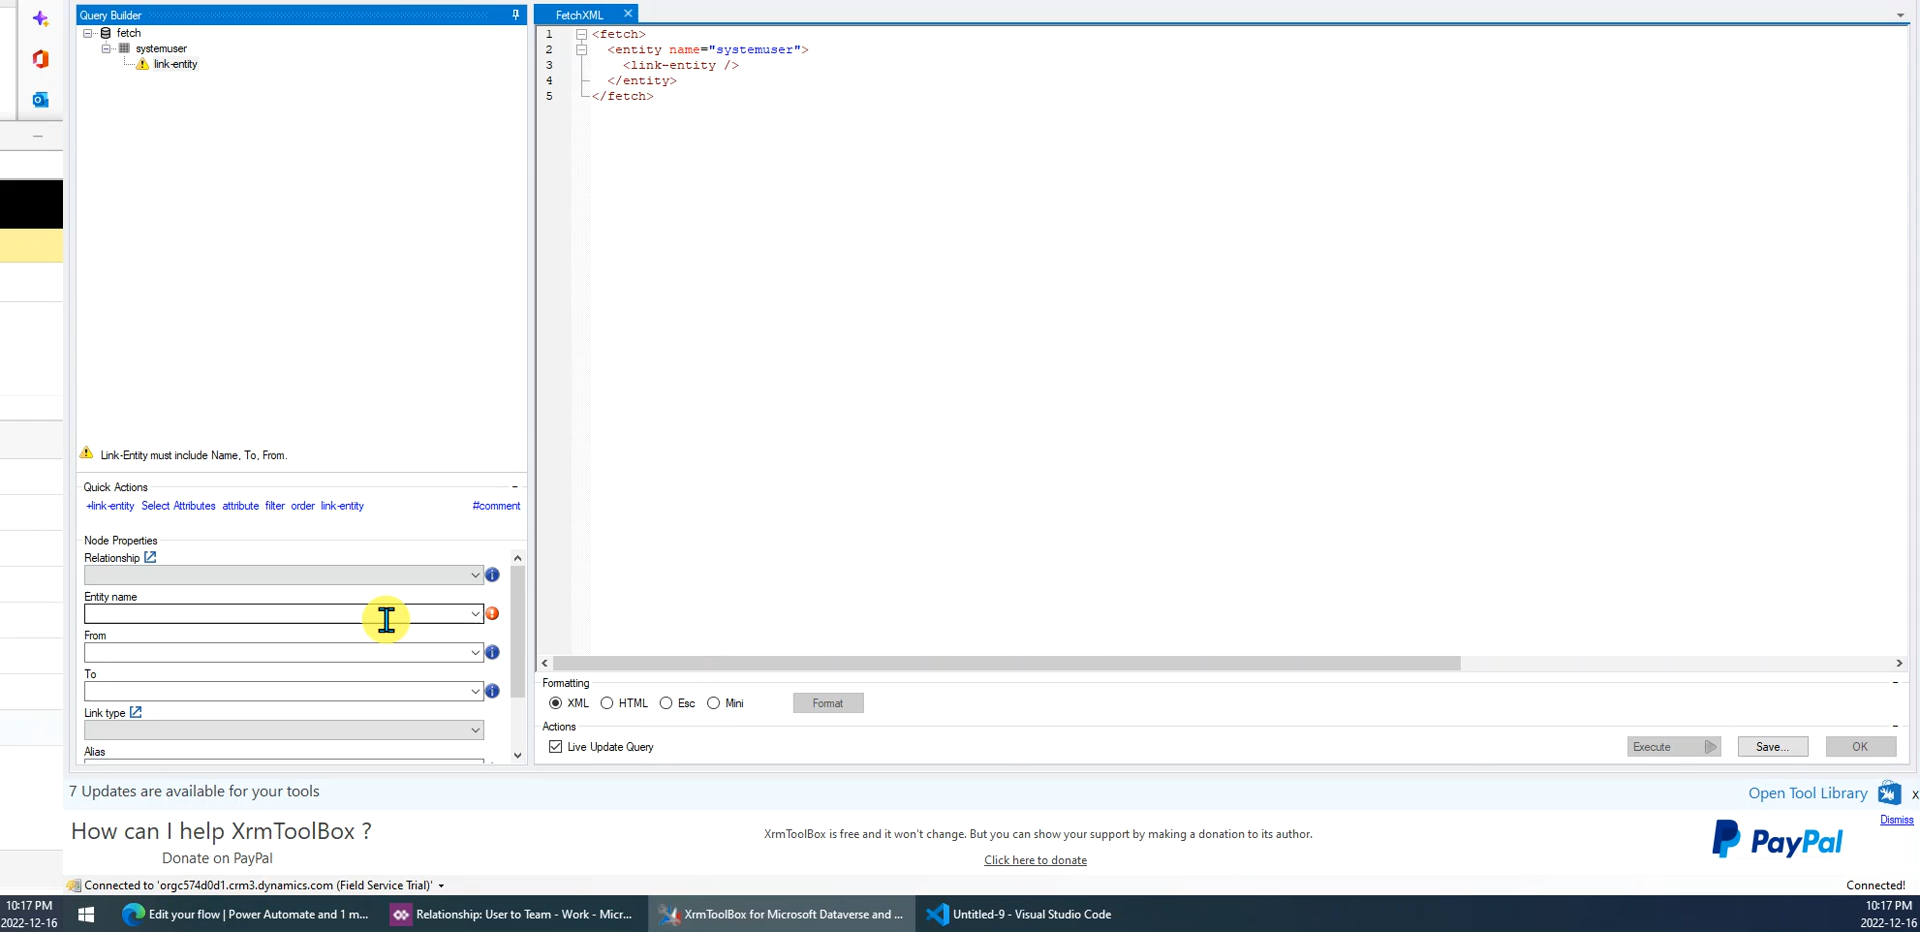 Query Builder
fetch
systemuser
link-entity
Link-Entity must include Name, To, From.
Quick Actions
+link-entity Select Attributes attribute filter order link-entity #comment
Node Properties
Relationship
Entity name
From
To
Link type
Alias
FetchXML
1 <fetch>
2 <entity name="systemuser">
3 <link-entity />
4 </entity>
5 </fetch>
Formatting
XML HTML Esc Mini Format
Actions
Live Update Query
Execute Save... OK
7 Updates are available for your tools
Open Tool Library x
How can I help XrmToolBox ?
Donate on PayPal
XrmToolBox is free and it won't change. But you can show your support by making a donation to its author.
Click here to donate
Dismiss
PayPal
Connected to 'orgc574d0d1.crm3.dynamics.com (Field Service Trial)'
Connected!
10:17 PM
2022-12-16
Edit your flow | Power Automate and 1 m...
Relationship: User to Team - Work - Micr...
XrmToolBox for Microsoft Dataverse and ...
Untitled-9 - Visual Studio Code
10:17 PM
2022-12-16